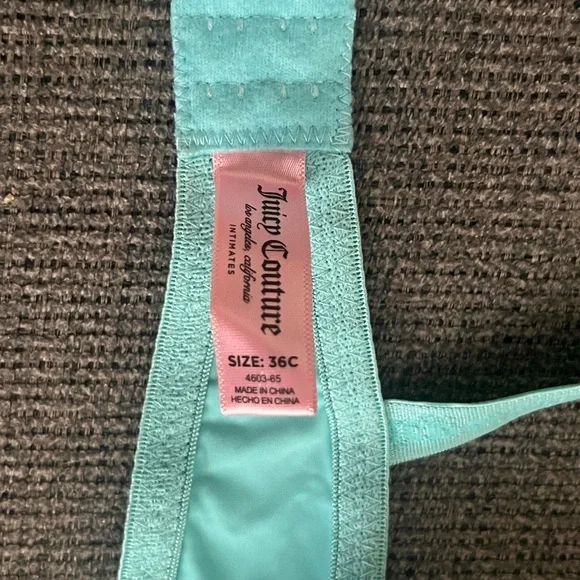 Juicy Couture
los angeles, california
INTIMATES
SIZE: 36C
4603-65
MADE IN CHINA
HECHO EN CHINA